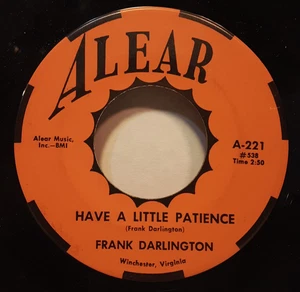 ALEAR
Alear Music,
Inc.—BMI
A-221
#538
Time 2:50
HAVE A LITTLE PATIENCE
(Frank Darlington)
FRANK DARLINGTON
Winchester, Virginia